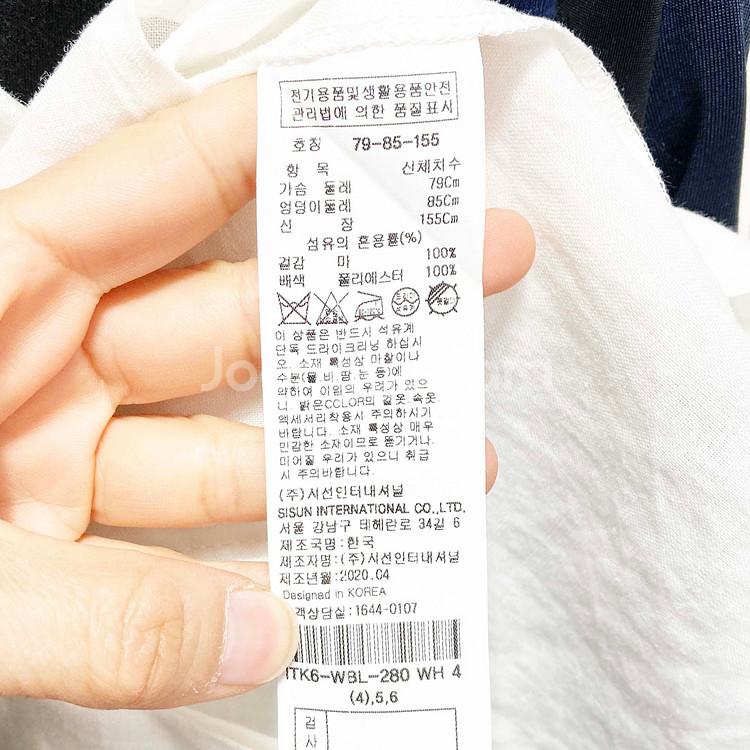 전기용품및생활용품안전
관리법에 의한 품질표시
호칭 79-85-155
항 목 신체치수
가슴 둘레 79Cm
엉덩이둘레 85Cm
신 장 155Cm
섬유의 혼용률(%)
겉감 마 100%
배색 폴리에스터 100%
드라이
석유계
이 상품은 반드시 석유계
단독 드라이크리닝 하십시
오. 소재 특성상 마찰이나
수분(물,비,땀,눈 등)에
약하여 이염의 우려가 있으
니, 밝은COLOR의 겉옷,속옷,
액세서리착용시 주의하시기
바랍니다. 소재 특성상 매우
민감한 소재이므로 뜯기거나,
미어질 우려가 있으니 취급
시 주의바랍니다.
(주)시선인터내셔널
SISUN INTERNATIONAL CO.,LTD.
서울 강남구 테헤란로 34길 6
제조국명:한국
제조자명:(주)시선인터내셔널
제조년월:2020.04
Designed in KOREA
객상담실:1644-0107
ITK6-WBL-280 WH 4
(4),5,6
검
사